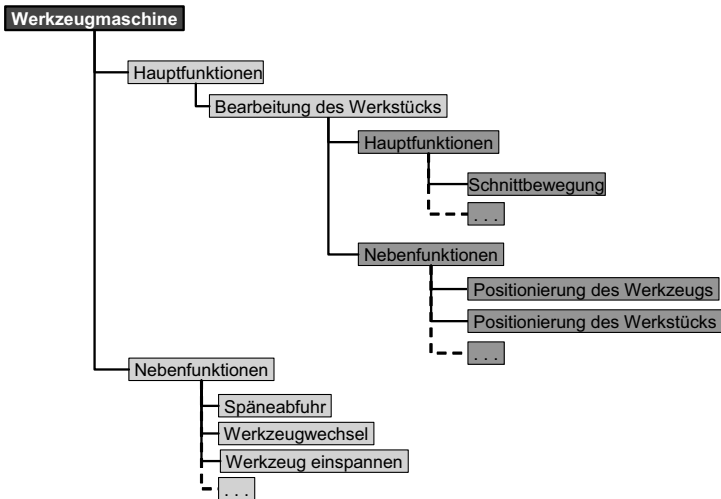 Werkzeugmaschine
Hauptfunktionen
Bearbeitung des Werkstücks
Hauptfunktionen
Schnittbewegung
. . .
Nebenfunktionen
Positionierung des Werkzeugs
Positionierung des Werkstücks
. . .
Nebenfunktionen
Späneabfuhr
Werkzeugwechsel
Werkzeug einspannen
. . .